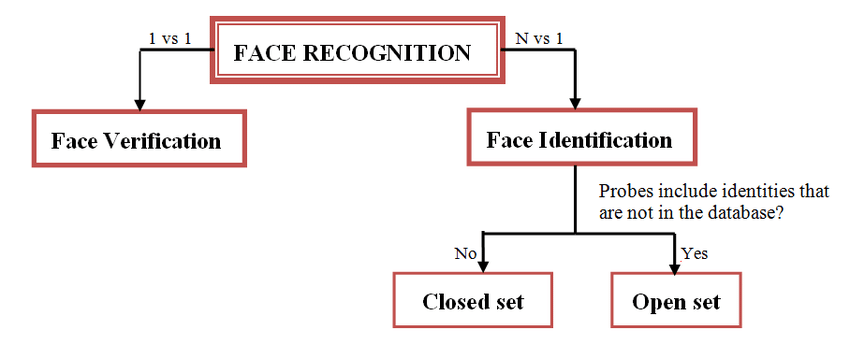 1 vs 1
FACE RECOGNITION
N vs 1
Face Verification
Face Identification
Probes include identities that
are not in the database?
No
Yes
Closed set
Open set